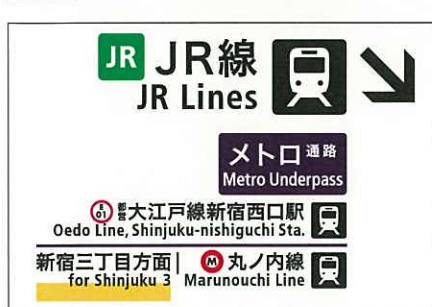 JR JR線
JR Lines
メトロ通路
Metro Underpass
E 01 都営大江戸線新宿西口駅
Oedo Line, Shinjuku-nishiguchi Sta.
新宿三丁目方面 M 丸ノ内線
for Shinjuku 3 Marunouchi Line